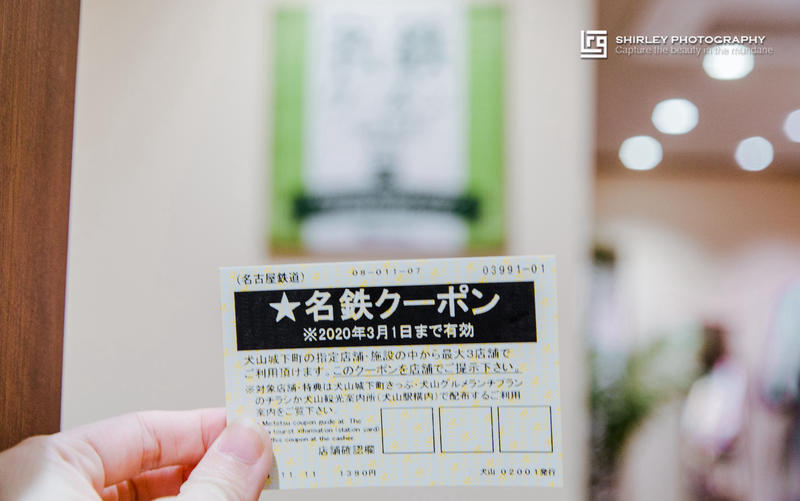 SHIRLEY PHOTOGRAPHY
Capture the beauty in the mundane
(名古屋鉄道) 08-011-07 03991-01
★名鉄クーポン
※2020年3月1日まで有効
犬山城下町の指定店舗・施設の中から最大3店舗で
ご利用頂けます。このクーポンを店舗でご提示下さい。
※対象店舗・特典は犬山城下町きっぷ・犬山グルメランチプラン
のチラシか犬山観光案内所(犬山駅構内)で配布するご利用
案内をご覧下さい。
Meitetsu coupon guide at The
tourist information (station yard)
this coupon at the casher
店舗確認欄
11.11 1380円 犬山 02001発行